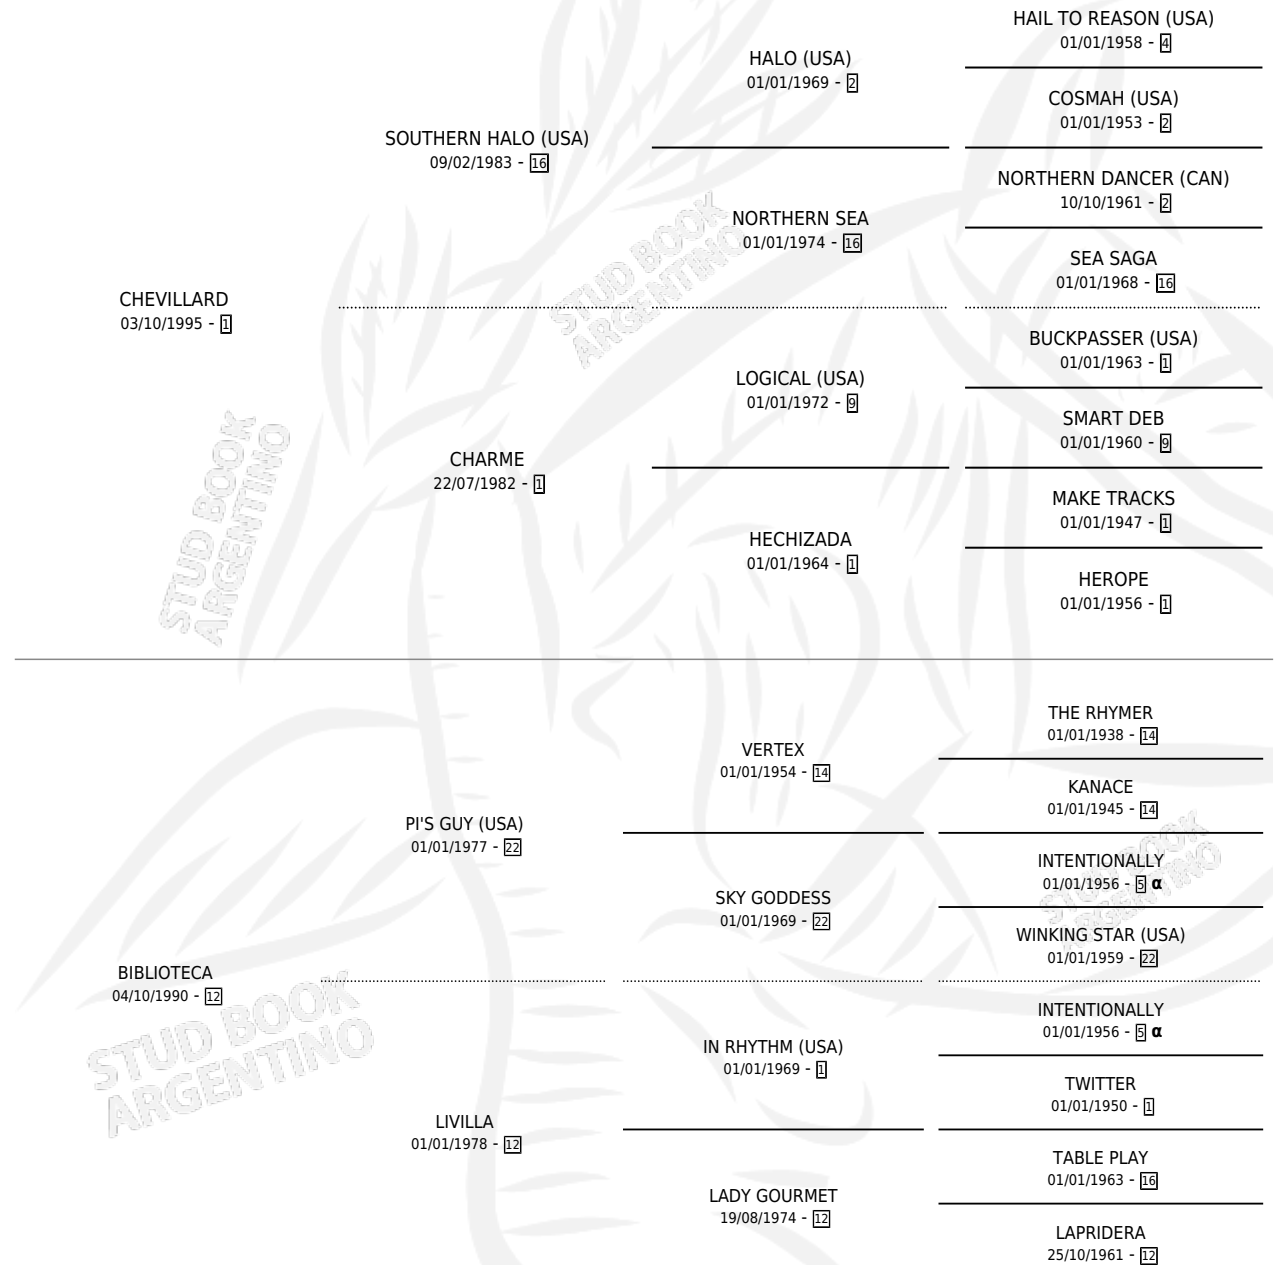 HAIL TO REASON (USA)
01/01/1958 - 4
HALO (USA)
01/01/1969 - 2
COSMAH (USA)
01/01/1953 - 2
SOUTHERN HALO (USA)
09/02/1983 - 16
NORTHERN DANCER (CAN)
10/10/1961 - 2
NORTHERN SEA
01/01/1974 - 16
SEA SAGA
01/01/1968 - 16
STUD BOOK
ARGENTINO
CHEVILLARD
03/10/1995 - 1
BUCKPASSER (USA)
01/01/1963 - 1
LOGICAL (USA)
01/01/1972 - 9
SMART DEB
01/01/1960 - 9
CHARME
22/07/1982 - 1
MAKE TRACKS
01/01/1947 - 1
HECHIZADA
01/01/1964 - 1
HEROPE
01/01/1956 - 1
STUD BOOK
ARGENTINO
THE RHYMER
01/01/1938 - 14
VERTEX
01/01/1954 - 14
KANACE
01/01/1945 - 14
PI'S GUY (USA)
01/01/1977 - 22
INTENTIONALLY
01/01/1956 - 5 α
SKY GODDESS
01/01/1969 - 22
WINKING STAR (USA)
01/01/1959 - 22
STUD BOOK
ARGENTINO
BIBLIOTECA
04/10/1990 - 12
INTENTIONALLY
01/01/1956 - 5 α
IN RHYTHM (USA)
01/01/1969 - 1
TWITTER
01/01/1950 - 1
STUD BOOK
ARGENTINO
LIVILLA
01/01/1978 - 12
TABLE PLAY
01/01/1963 - 16
LADY GOURMET
19/08/1974 - 12
LAPRIDERA
25/10/1961 - 12